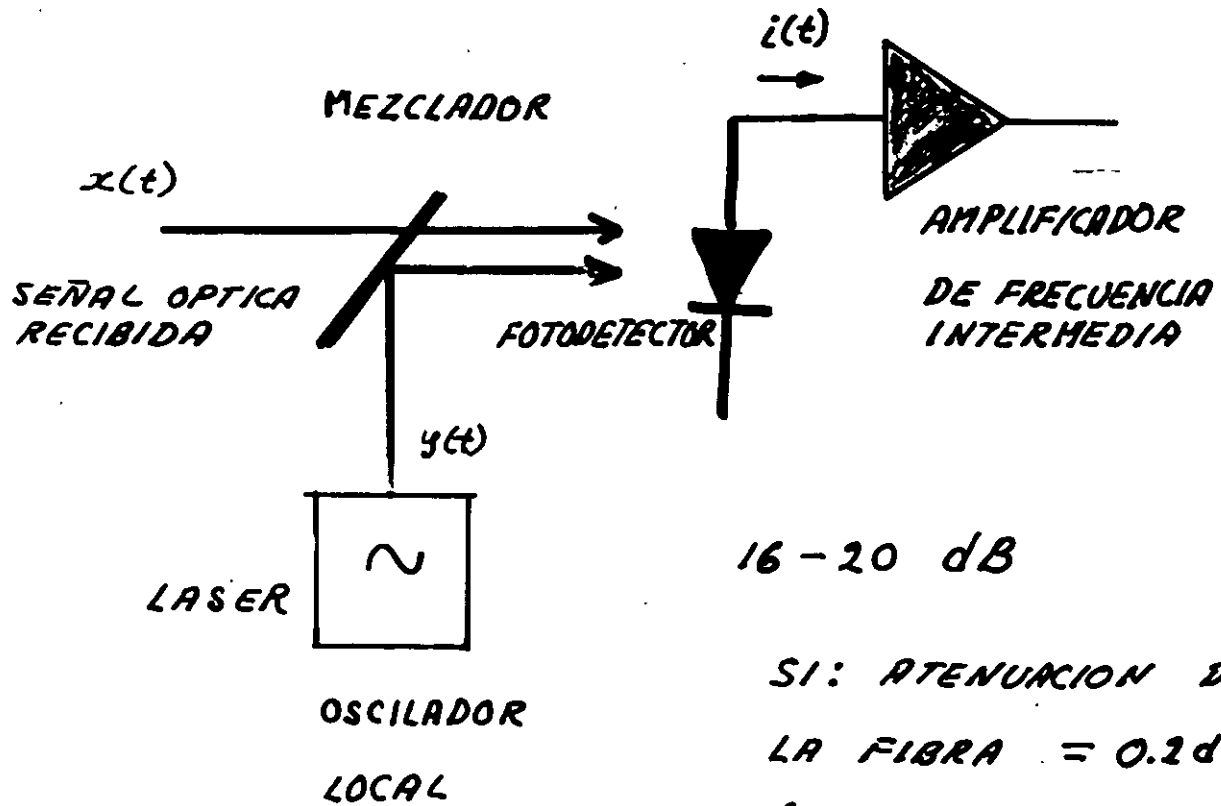 i(t)
MEZCLADOR
x(t)
AMPLIFICADOR
SEÑAL OPTICA
RECIBIDA
FOTODETECTOR
DE FRECUENCIA
INTERMEDIA
y(t)
~
LASER
16-20 dB
OSCILADOR
LOCAL
SI: ATENUACION
LA FIBRA = 0.2